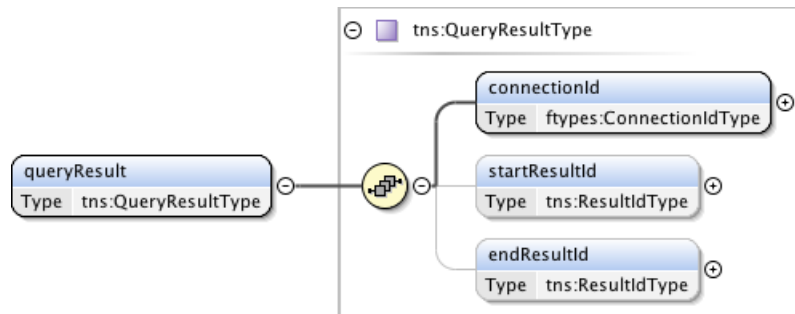 tns:QueryResultType
connectionId
Type ftypes:ConnectionIdType
queryResult
Type tns:QueryResultType
startResultId
Type tns:ResultIdType
endResultId
Type tns:ResultIdType